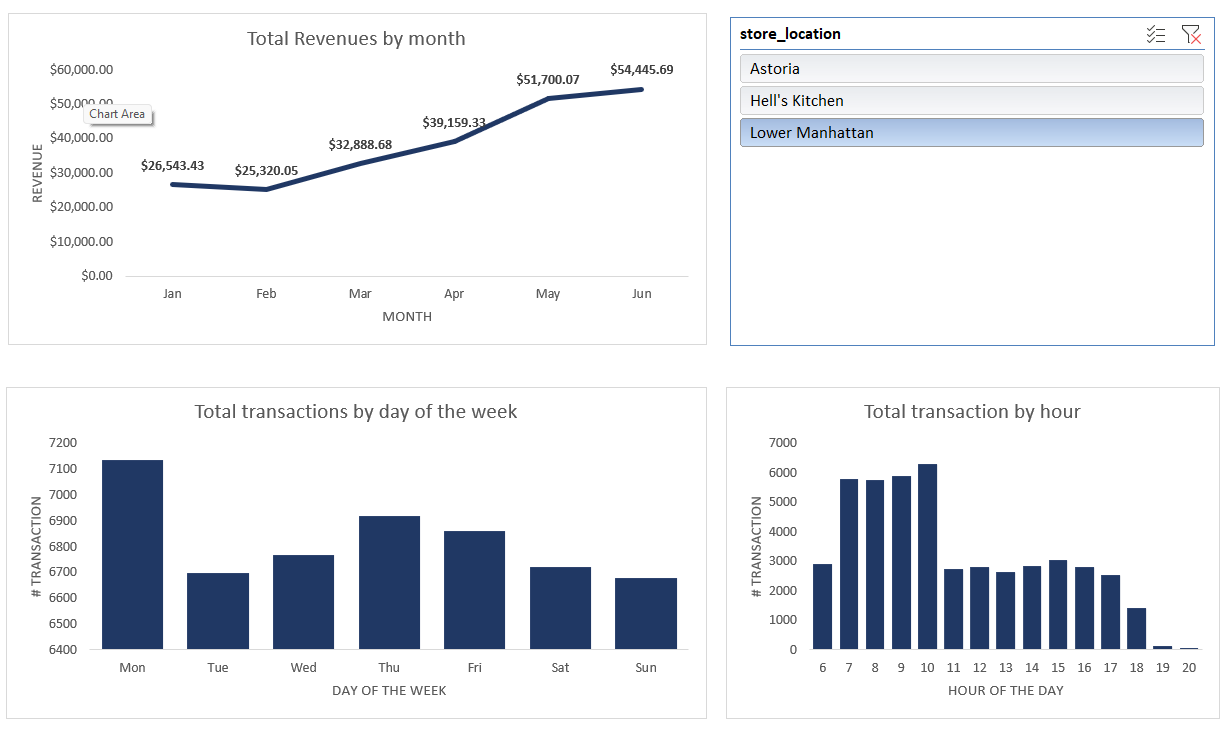 Total Revenues by month
$60,000.00
$50,000.00
$40,000.00
$30,000.00
$20,000.00
$10,000.00
$0.00
REVENUE
Chart Area
$26,543.43
$25,320.05
$32,888.68
$39,159.33
$51,700.07
$54,445.69
Jan Feb Mar Apr May Jun
MONTH
store_location
Astoria
Hell's Kitchen
Lower Manhattan
Total transactions by day of the week
7200
7100
7000
6900
6800
6700
6600
6500
6400
# TRANSACTION
Mon Tue Wed Thu Fri Sat Sun
DAY OF THE WEEK
Total transaction by hour
7000
6000
5000
4000
3000
2000
1000
0
# TRANSACTION
6 7 8 9 10 11 12 13 14 15 16 17 18 19 20
HOUR OF THE DAY